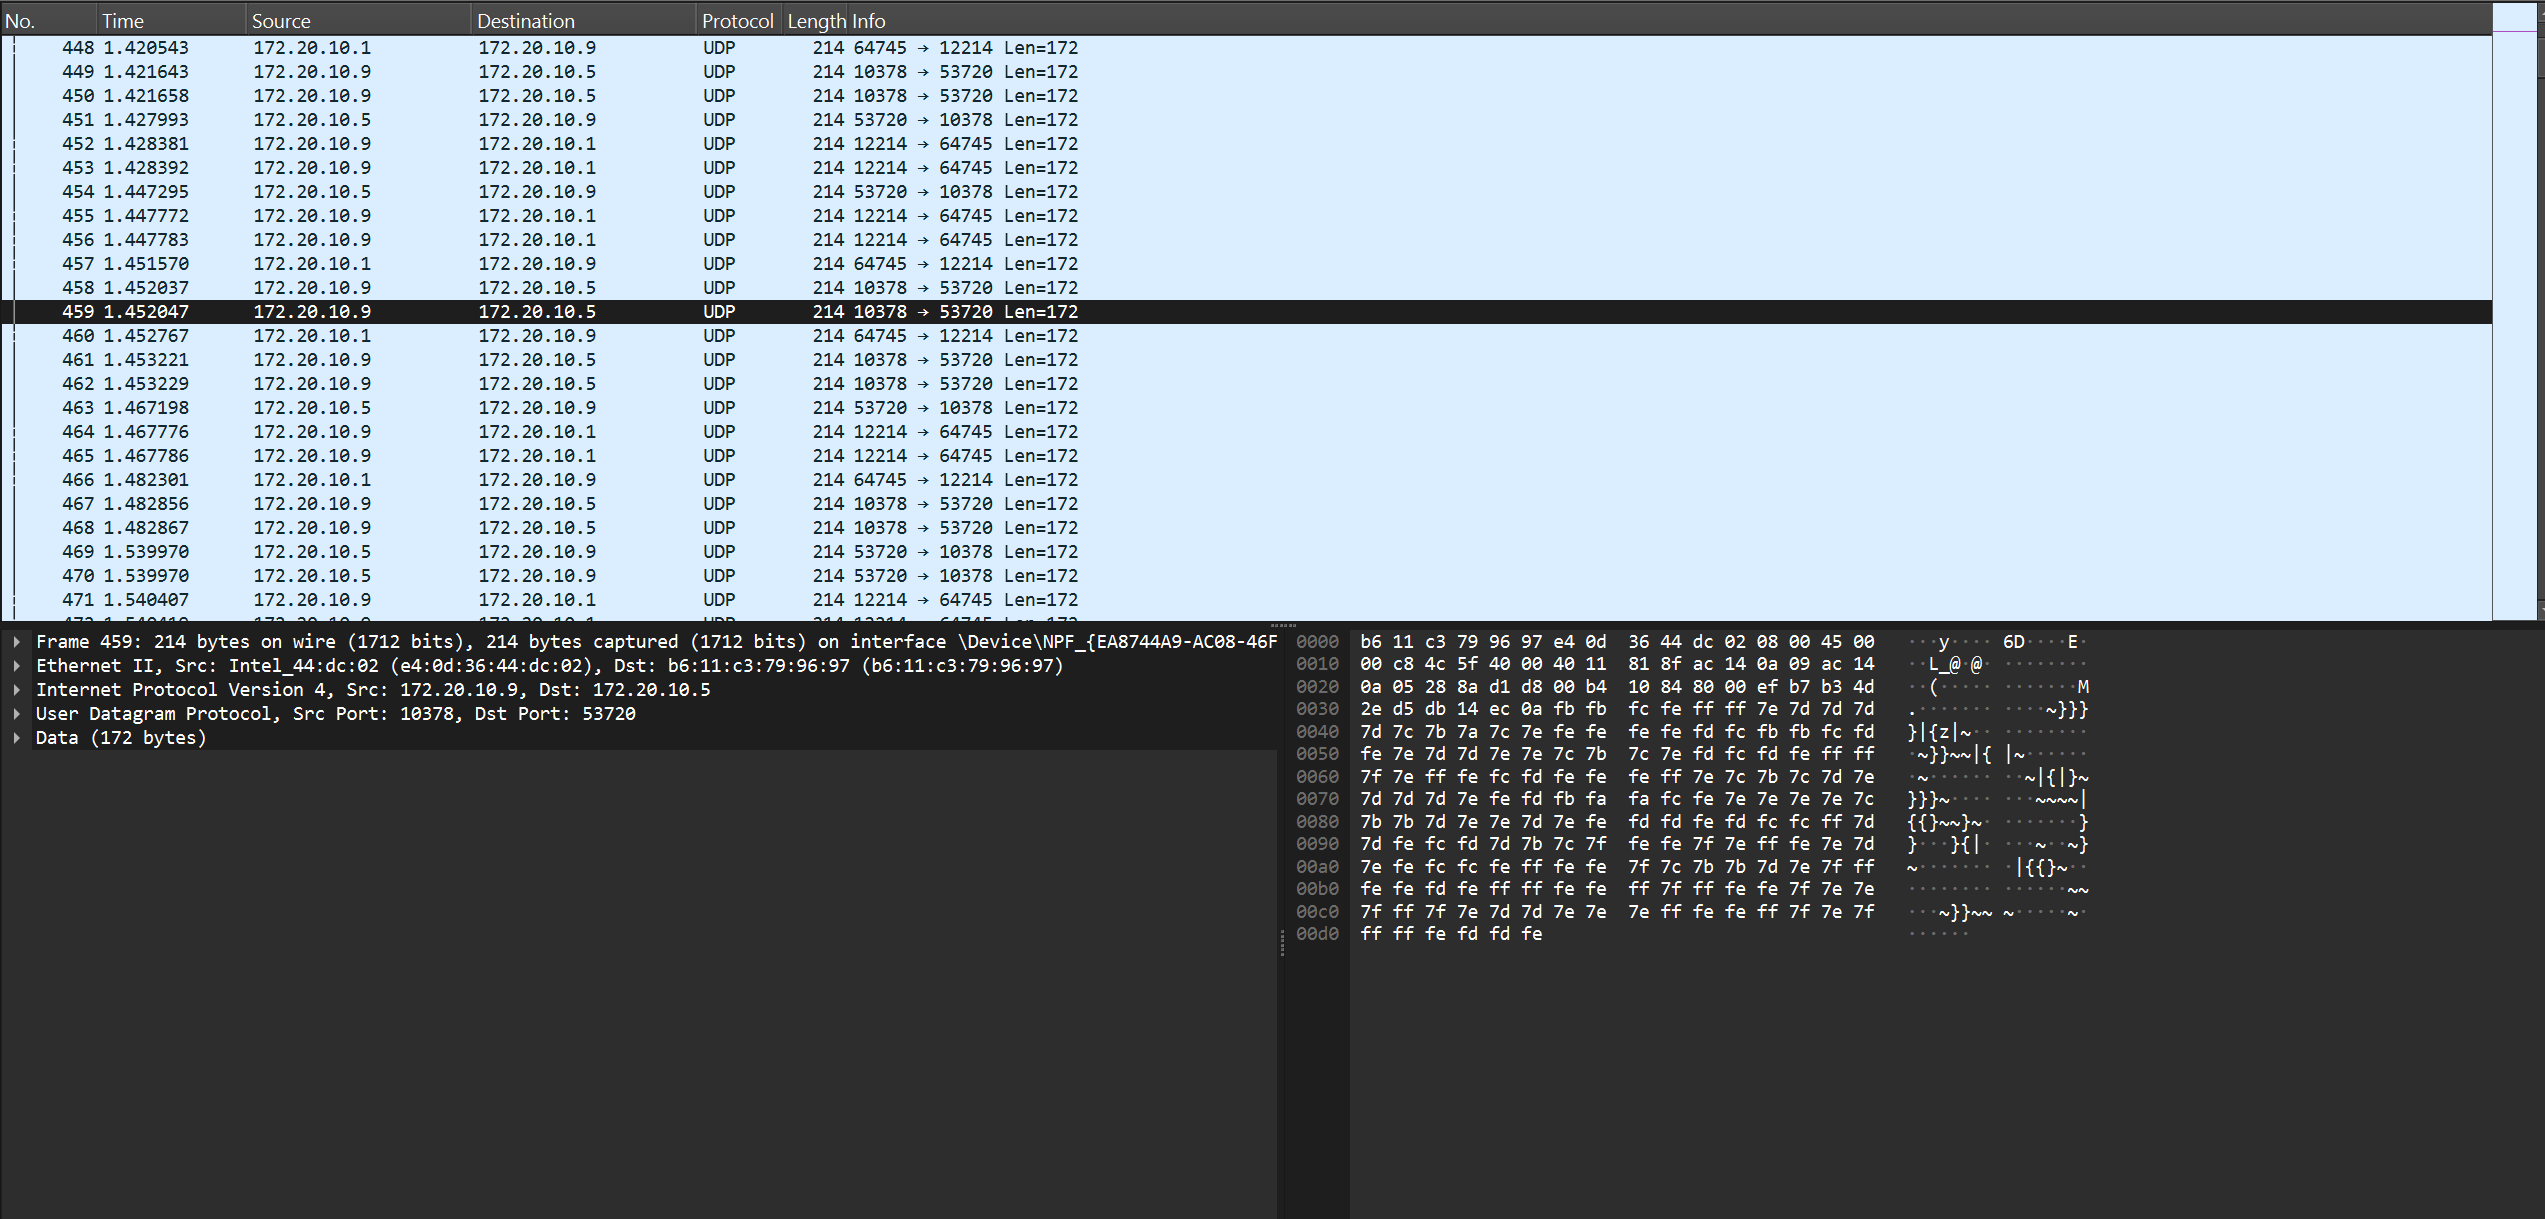 No. Time Source Destination Protocol Length Info
448 1.420543 172.20.10.1 172.20.10.9 UDP 214 64745 → 12214 Len=172
449 1.421643 172.20.10.9 172.20.10.5 UDP 214 10378 → 53720 Len=172
450 1.421658 172.20.10.9 172.20.10.5 UDP 214 10378 → 53720 Len=172
451 1.427993 172.20.10.5 172.20.10.9 UDP 214 53720 → 10378 Len=172
452 1.428381 172.20.10.9 172.20.10.1 UDP 214 12214 → 64745 Len=172
453 1.428392 172.20.10.9 172.20.10.1 UDP 214 12214 → 64745 Len=172
454 1.447295 172.20.10.5 172.20.10.9 UDP 214 53720 → 10378 Len=172
455 1.447772 172.20.10.9 172.20.10.1 UDP 214 12214 → 64745 Len=172
456 1.447783 172.20.10.9 172.20.10.1 UDP 214 12214 → 64745 Len=172
457 1.451570 172.20.10.1 172.20.10.9 UDP 214 64745 → 12214 Len=172
458 1.452037 172.20.10.9 172.20.10.5 UDP 214 10378 → 53720 Len=172
459 1.452047 172.20.10.9 172.20.10.5 UDP 214 10378 → 53720 Len=172
460 1.452767 172.20.10.1 172.20.10.9 UDP 214 64745 → 12214 Len=172
461 1.453221 172.20.10.9 172.20.10.5 UDP 214 10378 → 53720 Len=172
462 1.453229 172.20.10.9 172.20.10.5 UDP 214 10378 → 53720 Len=172
463 1.467198 172.20.10.5 172.20.10.9 UDP 214 53720 → 10378 Len=172
464 1.467776 172.20.10.9 172.20.10.1 UDP 214 12214 → 64745 Len=172
465 1.467786 172.20.10.9 172.20.10.1 UDP 214 12214 → 64745 Len=172
466 1.482301 172.20.10.1 172.20.10.9 UDP 214 64745 → 12214 Len=172
467 1.482856 172.20.10.9 172.20.10.5 UDP 214 10378 → 53720 Len=172
468 1.482867 172.20.10.9 172.20.10.5 UDP 214 10378 → 53720 Len=172
469 1.539970 172.20.10.5 172.20.10.9 UDP 214 53720 → 10378 Len=172
470 1.539970 172.20.10.5 172.20.10.9 UDP 214 53720 → 10378 Len=172
471 1.540407 172.20.10.9 172.20.10.1 UDP 214 12214 → 64745 Len=172
Frame 459: 214 bytes on wire (1712 bits), 214 bytes captured (1712 bits) on interface \Device\NPF_{EA8744A9-AC08-46F
Ethernet II, Src: Intel_44:dc:02 (e4:0d:36:44:dc:02), Dst: b6:11:c3:79:96:97 (b6:11:c3:79:96:97)
Internet Protocol Version 4, Src: 172.20.10.9, Dst: 172.20.10.5
User Datagram Protocol, Src Port: 10378, Dst Port: 53720
Data (172 bytes)
0000 b6 11 c3 79 96 97 e4 0d 36 44 dc 02 08 00 45 00 ···y···· 6D····E·
0010 00 c8 4c 5f 40 00 40 11 81 8f ac 14 0a 09 ac 14 ··L_@·@· ········
0020 0a 05 28 8a d1 d8 00 b4 10 84 80 00 ef b7 b3 4d ··(····· ·······M
0030 2e d5 db 14 ec 0a fb fb fc fe ff ff 7e 7d 7d 7d .······· ····~}}}
0040 7d 7c 7b 7a 7c 7e fe fe fe fe fd fc fb fb fc fd }|{z|~·· ········
0050 fe 7e 7d 7d 7e 7e 7c 7b 7c 7e fd fc fd fe ff ff ·~}}~~|{ |~······
0060 7f 7e ff fe fc fd fe fe fe ff 7e 7c 7b 7c 7d 7e ·~······ ··~|{|}~
0070 7d 7d 7d 7e fe fd fb fa fa fc fe 7e 7e 7e 7e 7c }}}~···· ···~~~~|
0080 7b 7b 7d 7e 7e 7d 7e fe fd fd fe fd fc fc ff 7d {{}~~}~· ·······}
0090 7d fe fc fd 7d 7b 7c 7f fe fe 7f 7e ff fe 7e 7d }···}{|· ···~··~}
00a0 7e fe fc fc fe ff fe fe 7f 7c 7b 7b 7d 7e 7f ff ~······· ·|{{}~··
00b0 fe fe fd fe ff ff fe fe ff 7f ff fe fe 7f 7e 7e ········ ······~~
00c0 7f ff 7f 7e 7d 7d 7e 7e 7e ff fe fe ff 7f 7e 7f ···~}}~~ ~·····~·
00d0 ff ff fe fd fd fe ······